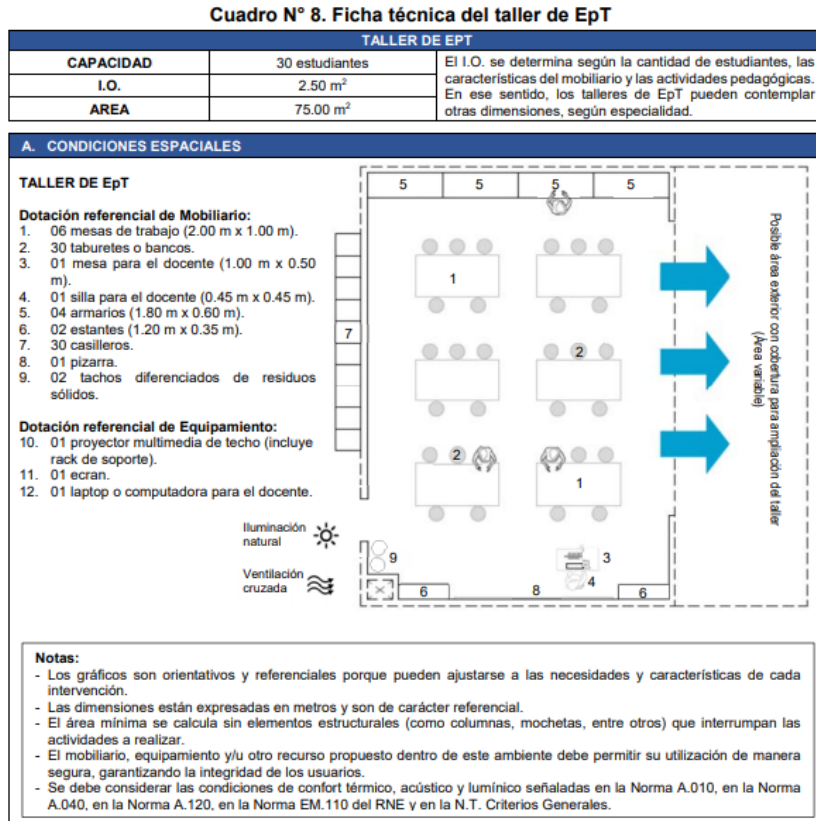 Cuadro N° 8. Ficha técnica del taller de EpT
TALLER DE EPT
CAPACIDAD
30 estudiantes
I.O.
2.50 m²
AREA
75.00 m²
El I.O. se determina según la cantidad de estudiantes, las
características del mobiliario y las actividades pedagógicas.
En ese sentido, los talleres de EpT pueden contemplar
otras dimensiones, según especialidad.
A. CONDICIONES ESPACIALES
TALLER DE EpT
Dotación referencial de Mobiliario:
1. 06 mesas de trabajo (2.00 m x 1.00 m).
2. 30 taburetes o bancos.
3. 01 mesa para el docente (1.00 m x 0.50
m).
4. 01 silla para el docente (0.45 m x 0.45 m).
5. 04 armarios (1.80 m x 0.60 m).
6. 02 estantes (1.20 m x 0.35 m).
7. 30 casilleros.
8. 01 pizarra.
9. 02 tachos diferenciados de residuos
sólidos.
Dotación referencial de Equipamiento:
10. 01 proyector multimedia de techo (incluye
rack de soporte).
11. 01 ecran.
12. 01 laptop o computadora para el docente.
Iluminación
natural
Ventilación
cruzada
5 5 5 5
1
7
2
2
1
9
3
4
6 8 6
Posible área exterior con cobertura para ampliación del taller
(Área variable)
Notas:
- Los gráficos son orientativos y referenciales porque pueden ajustarse a las necesidades y características de cada
intervención.
- Las dimensiones están expresadas en metros y son de carácter referencial.
- El área mínima se calcula sin elementos estructurales (como columnas, mochetas, entre otros) que interrumpan las
actividades a realizar.
- El mobiliario, equipamiento y/u otro recurso propuesto dentro de este ambiente debe permitir su utilización de manera
segura, garantizando la integridad de los usuarios.
- Se debe considerar las condiciones de confort térmico, acústico y lumínico señaladas en la Norma A.010, en la Norma
A.040, en la Norma A.120, en la Norma EM.110 del RNE y en la N.T. Criterios Generales.